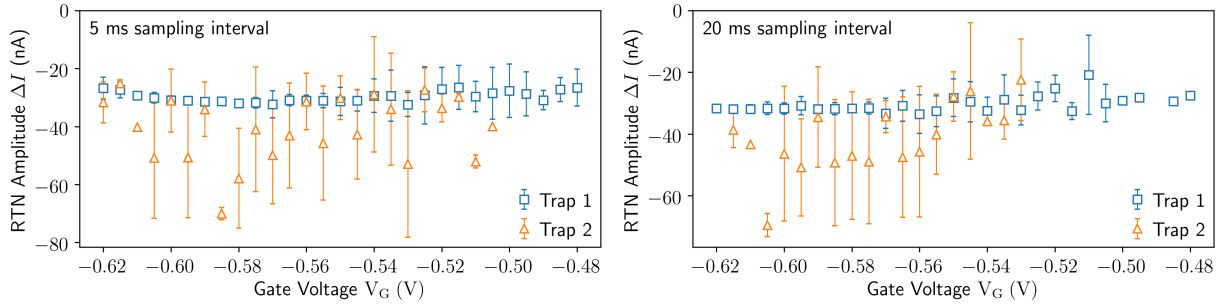 5 ms sampling interval
RTN Amplitude ΔI (nA)
0
−20
−40
−60
−80
Trap 1
Trap 2
−0.62 −0.60 −0.58 −0.56 −0.54 −0.52 −0.50 −0.48
Gate Voltage V_G (V)
20 ms sampling interval
RTN Amplitude ΔI (nA)
0
−20
−40
−60
Trap 1
Trap 2
−0.62 −0.60 −0.58 −0.56 −0.54 −0.52 −0.50 −0.48
Gate Voltage V_G (V)